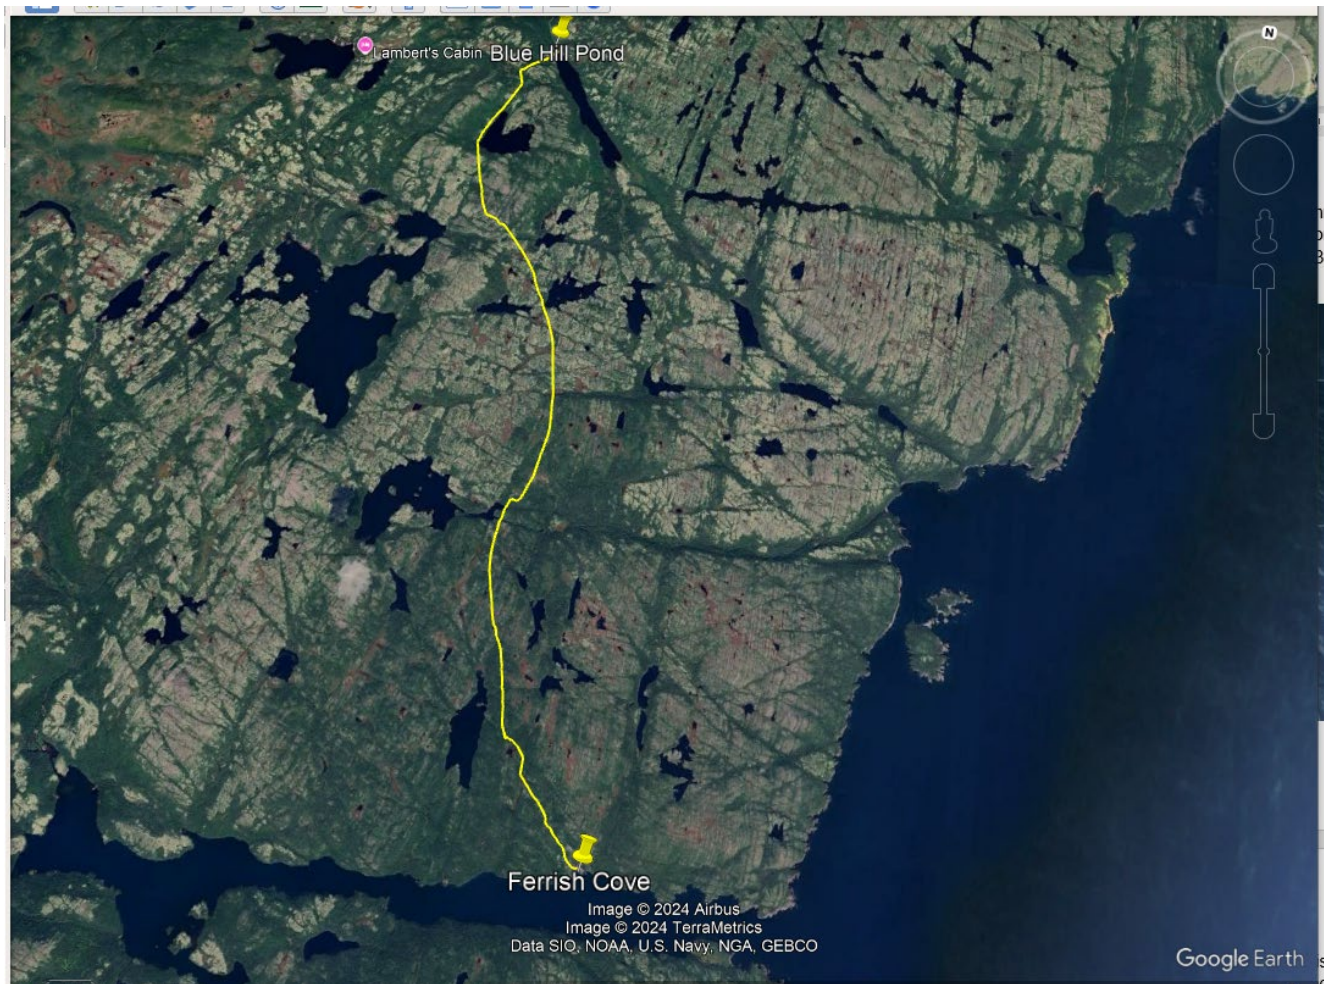 N
Lambert's Cabin
Blue Hill Pond
Ferrish Cove
Image © 2024 Airbus
Image © 2024 TerraMetrics
Data SIO, NOAA, U.S. Navy, NGA, GEBCO
Google Earth